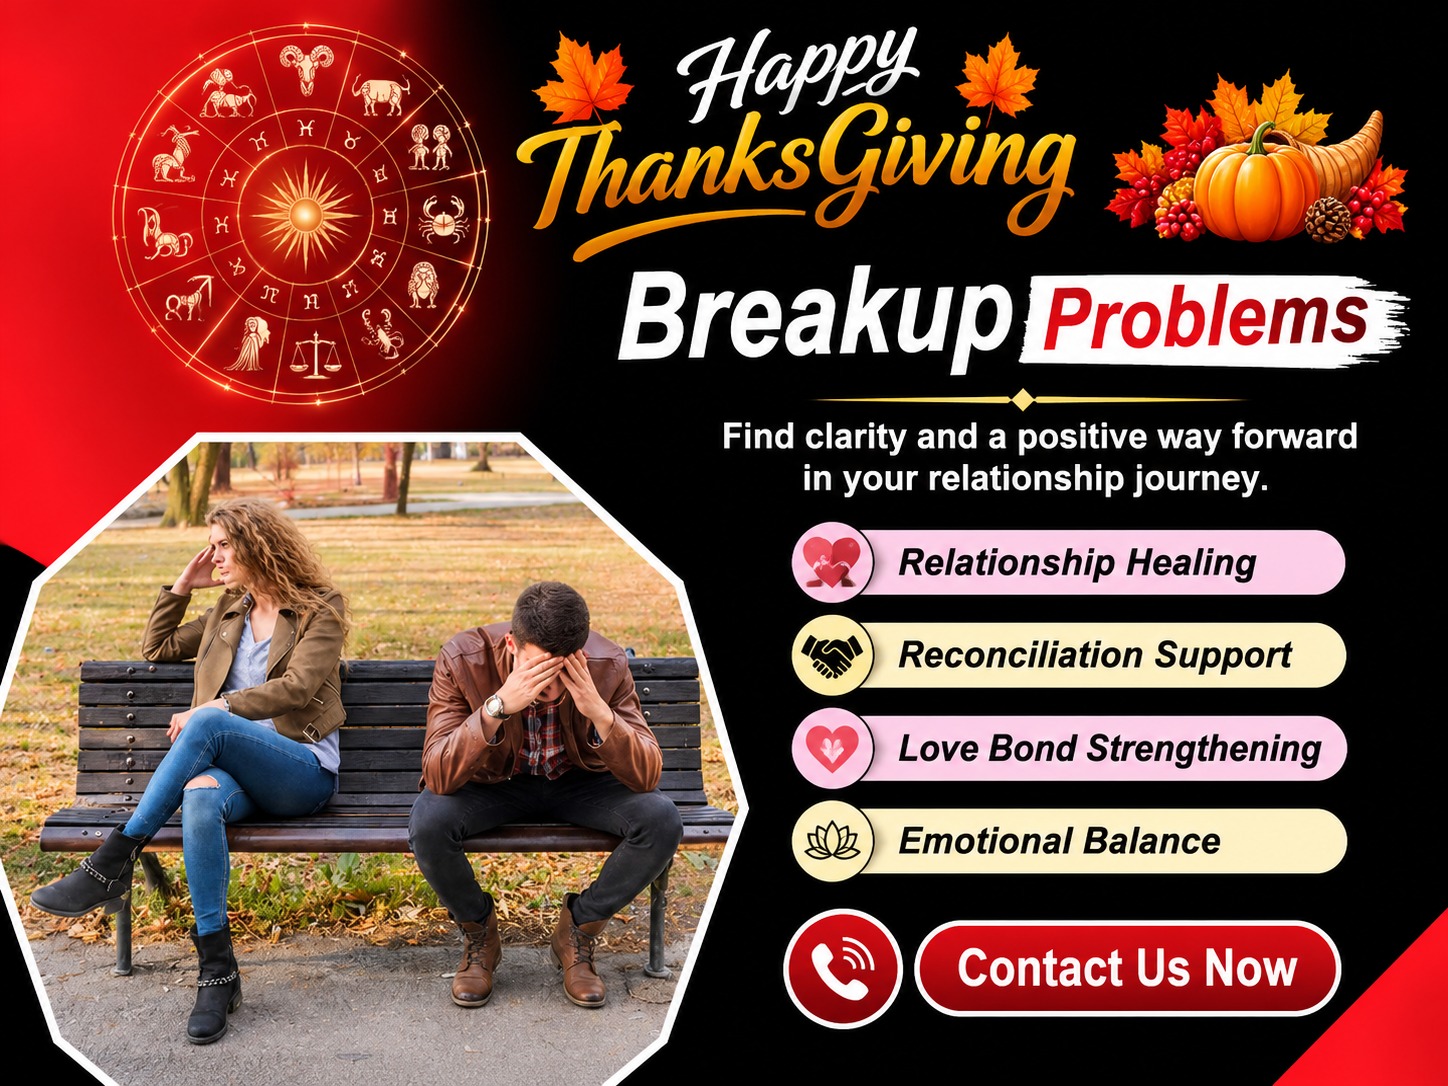 Happy
ThanksGiving
Breakup Problems
Find clarity and a positive way forward
in your relationship journey.
Relationship Healing
Reconciliation Support
Love Bond Strengthening
Emotional Balance
Contact Us Now